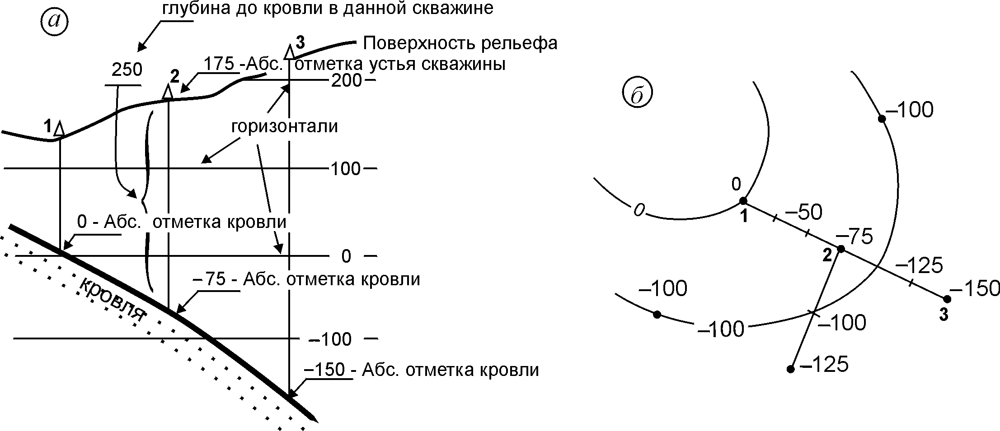 а
глубина до кровли в данной скважине
3
Поверхность рельефа
250
2
175 -Абс. отметка устья скважины
200
1
горизонтали
100
0 - Абс. отметка кровли
0
–75 - Абс. отметка кровли
кровля
–100
–150 - Абс. отметка кровли
б
–100
0
0
1
–50
–75
2
–125
–100
–150
3
–100
–100
–125